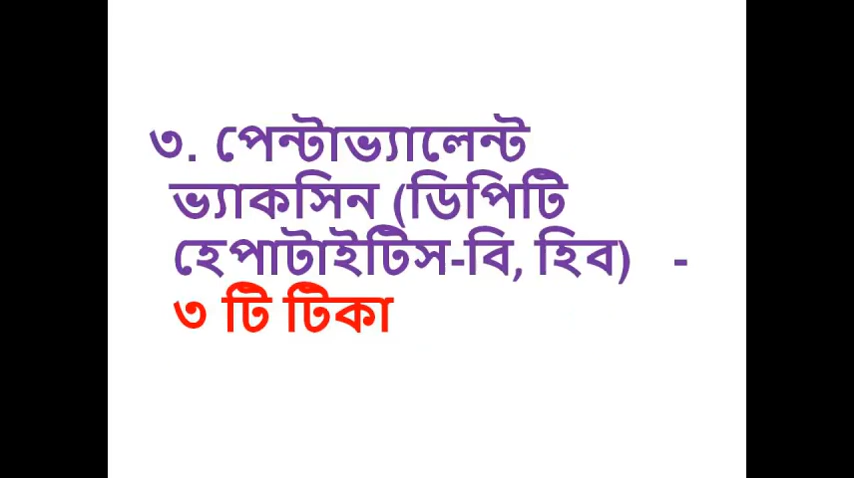 ৩. পেন্টাভ্যালেন্ট
ভ্যাকসিন (ডিপিটি
হেপাটাইটিস-বি, হিব) -
৩ টি টিকা